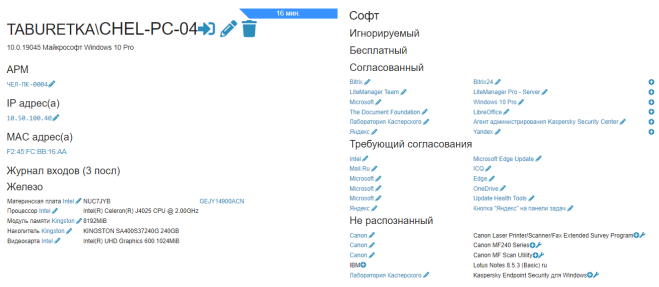 16 мин.
TABURETKA\CHEL-PC-04
10.0.19045 Майкрософт Windows 10 Pro
АРМ
ЧЕЛ-ПК-0004
IP адрес(а)
10.50.100.40
MAC адрес(а)
F2:45:FC:BB:16:AA
Журнал входов (3 посл)
Железо
Материнская плата Intel NUC7JYB GEJY14900ACN
Процессор Intel Intel(R) Celeron(R) J4025 CPU @ 2.00GHz
Модуль памяти Kingston 8192MiB
Накопитель Kingston KINGSTON SA400S37240G 240GB
Видеокарта Intel Intel(R) UHD Graphics 600 1024MiB
Софт
Игнорируемый
Бесплатный
Согласованный
Bitrix Bitrix24
LiteManager Team LiteManager Pro - Server
Microsoft Windows 10 Pro
The Document Foundation LibreOffice
Лаборатория Касперского Агент администрирования Kaspersky Security Center
Яндекс Yandex
Требующий согласования
Intel Microsoft Edge Update
Mail.Ru ICQ
Microsoft Edge
Microsoft OneDrive
Microsoft Update Health Tools
Яндекс Кнопка "Яндекс" на панели задач
Не распознанный
Canon Canon Laser Printer/Scanner/Fax Extended Survey Program
Canon Canon MF240 Series
Canon Canon MF Scan Utility
IBM Lotus Notes 8.5.3 (Basic) ru
Лаборатория Касперского Kaspersky Endpoint Security для Windows